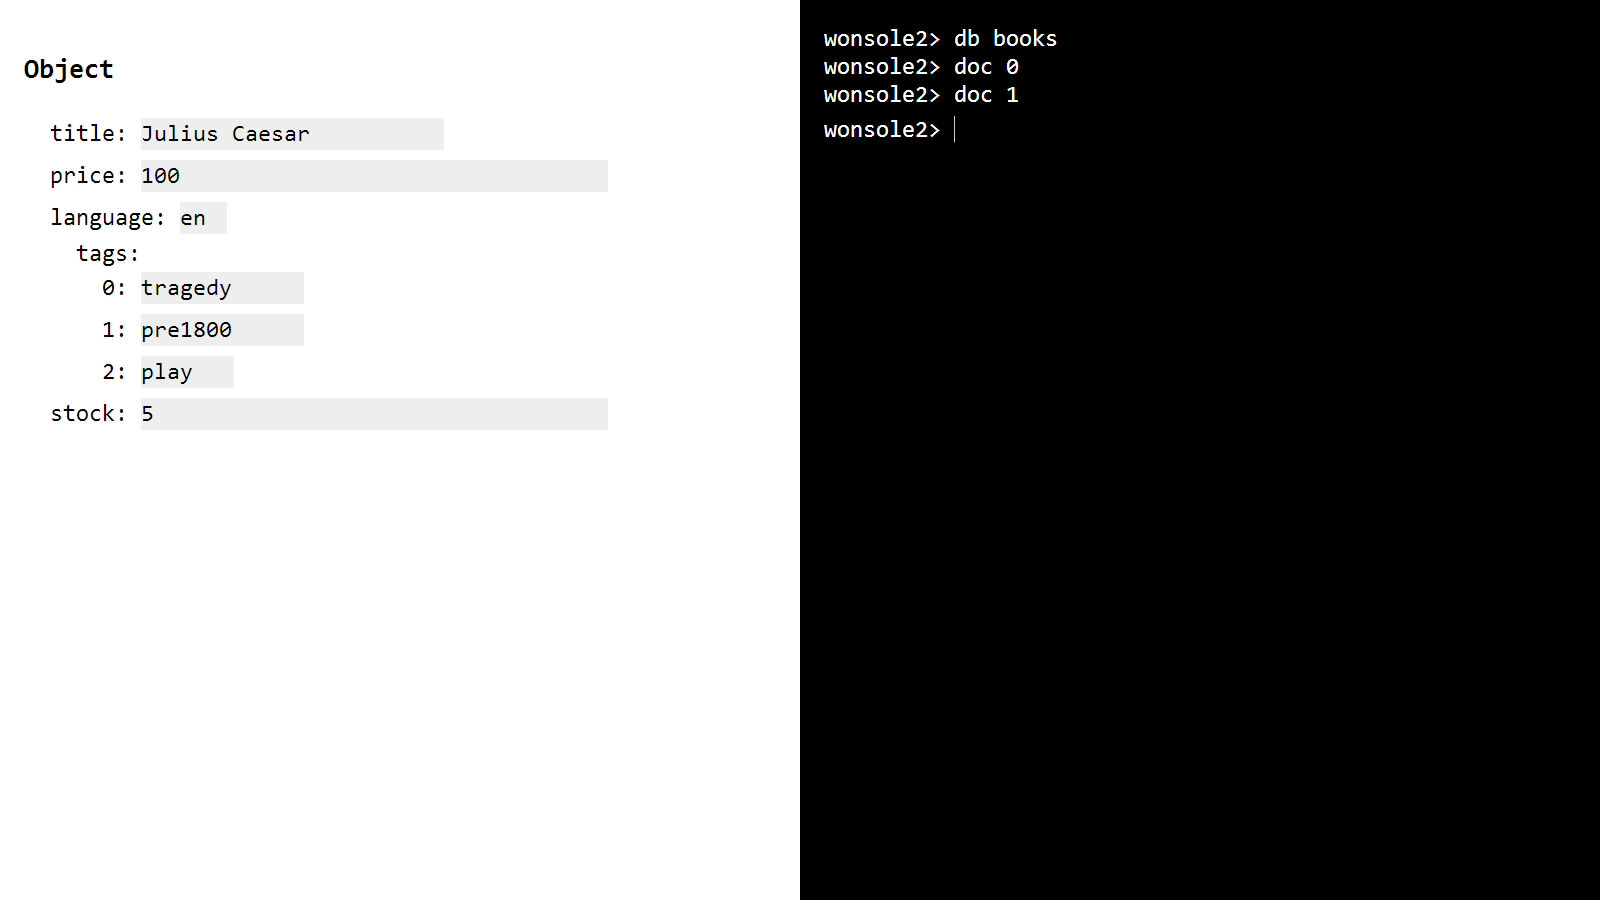 Object
title: Julius Caesar
price: 100
language: en
tags:
0: tragedy
1: pre1800
2: play
stock: 5
wonsole2> db books
wonsole2> doc 0
wonsole2> doc 1
wonsole2>